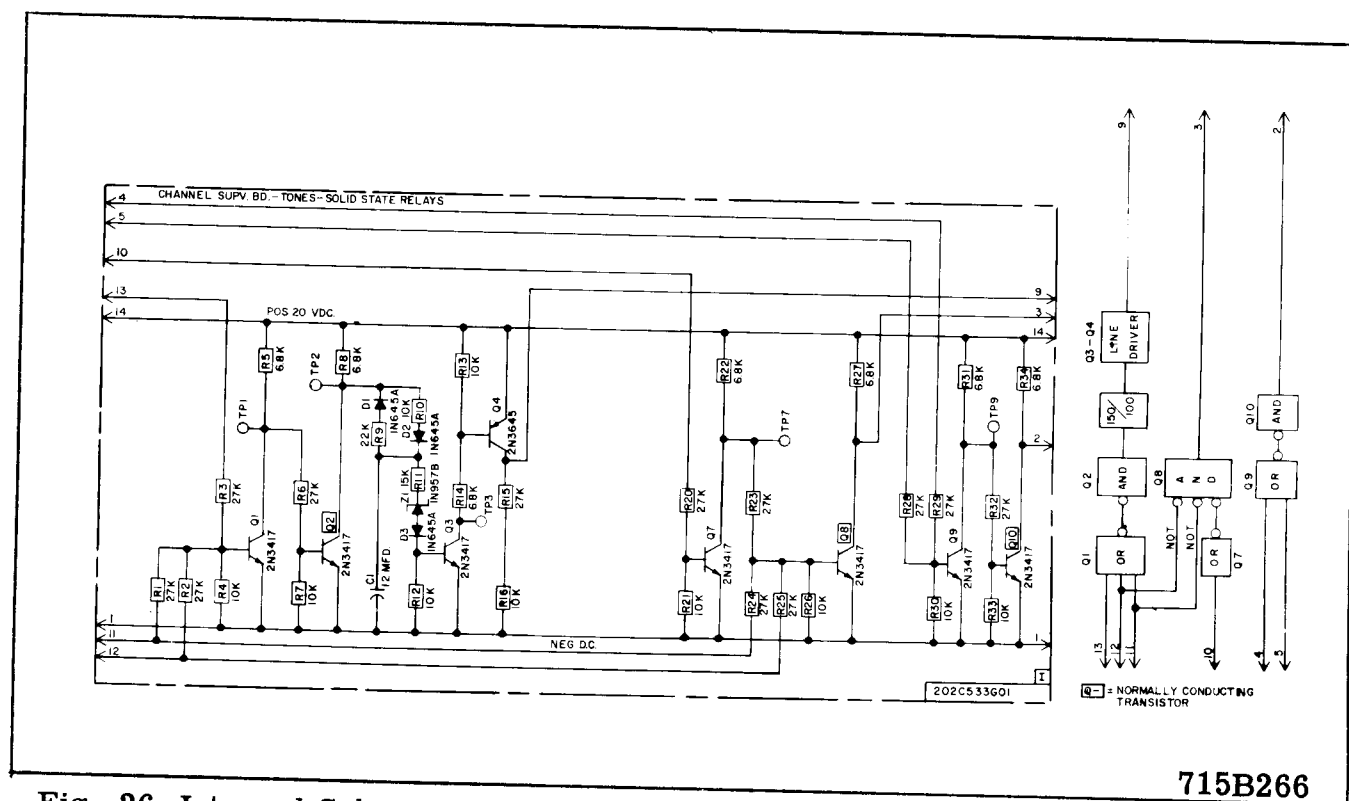 CHANNEL SUPV. BD.-TONES-SOLID STATE RELAYS
4
5
10
13
14
POS 20 VDC.
9
3
14
2
1
1
11
12
NEG D.C.
R1
27K
R2
27K
R3
27K
R4
10K
R5
6.8K
TP1
Q1
2N3417
R6
27K
R7
10K
TP2
R8
6.8K
Q2
2N3417
D1
1N645A
R9
22K
C1
12 MFD.
R10
10K
D2
1N645A
R11
15K
Z1
1N957B
D3
1N645A
R12
10K
R13
10K
R14
6.8K
Q3
2N3417
TP3
Q4
2N3645
R15
27K
R16
10K
R20
27K
R21
10K
R22
6.8K
Q7
2N3417
TP7
R23
27K
R24
27K
R25
27K
R26
10K
R27
6.8K
Q8
2N3417
R28
27K
R29
27K
R30
10K
R31
6.8K
Q9
2N3417
TP9
R32
27K
R33
10K
R34
6.8K
Q10
2N3417
202C533G01
I
9
3
2
Q3-Q4
LINE
DRIVER
150/100
Q2
AND
Q1
OR
NOT
NOT
Q8
AND
OR
Q7
Q10
AND
Q9
OR
13
12
11
10
4
5
Q- = NORMALLY CONDUCTING
TRANSISTOR
715B266
Fig. 26